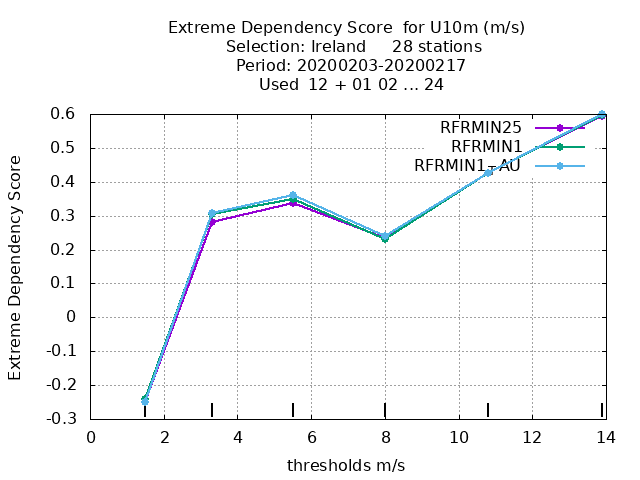 Extreme Dependency Score  for U10m (m/s)
Selection: Ireland     28 stations
Period: 20200203-20200217
Used  12 + 01 02 ... 24
RFRMIN25
RFRMIN1
RFRMIN1+AU
Extreme Dependency Score
0.6
0.5
0.4
0.3
0.2
0.1
0
-0.1
-0.2
-0.3
0 2 4 6 8 10 12 14
thresholds m/s